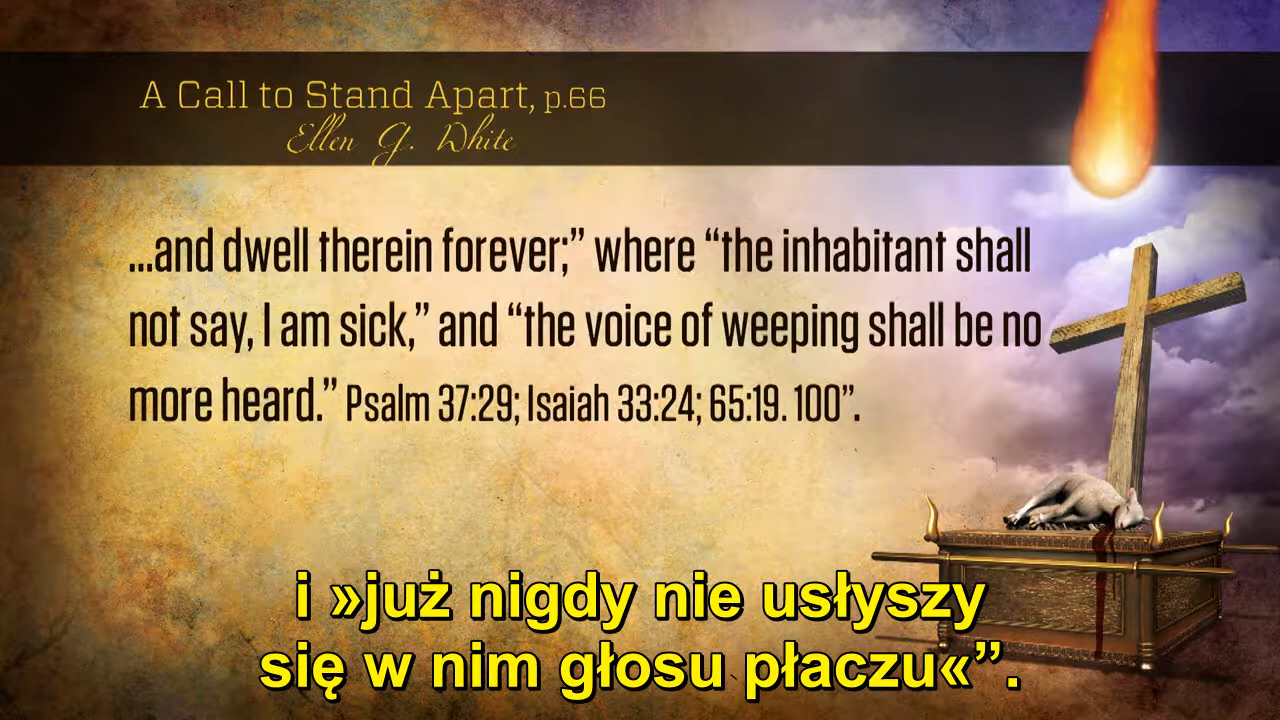 A Call to Stand Apart, p.66
Ellen G. White
...and dwell therein forever;” where “the inhabitant shall
not say, I am sick,” and “the voice of weeping shall be no
more heard.” Psalm 37:29; Isaiah 33:24; 65:19. 100”.
i »już nigdy nie usłyszy
się w nim głosu płaczu«”.